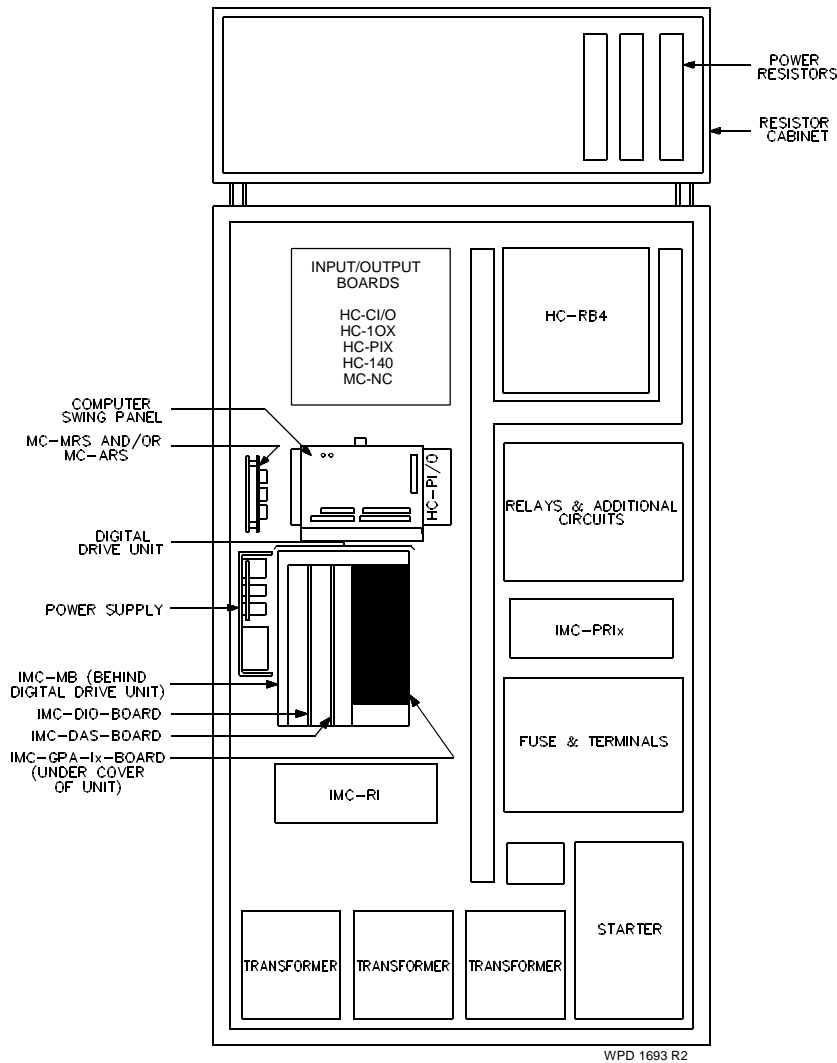 POWER
RESISTORS
RESISTOR
CABINET
INPUT/OUTPUT
BOARDS
HC-CI/O
HC-1OX
HC-PIX
HC-140
MC-NC
HC-RB4
COMPUTER
SWING PANEL
MC-MRS AND/OR
MC-ARS
HC-PI/O
RELAYS & ADDITIONAL
CIRCUITS
DIGITAL
DRIVE UNIT
POWER SUPPLY
IMC-PRIx
IMC-MB (BEHIND
DIGITAL DRIVE UNIT)
IMC-DIO-BOARD
IMC-DAS-BOARD
IMC-GPA-Ix-BOARD
(UNDER COVER
OF UNIT)
FUSE & TERMINALS
IMC-RI
STARTER
TRANSFORMER
TRANSFORMER
TRANSFORMER
WPD 1693 R2